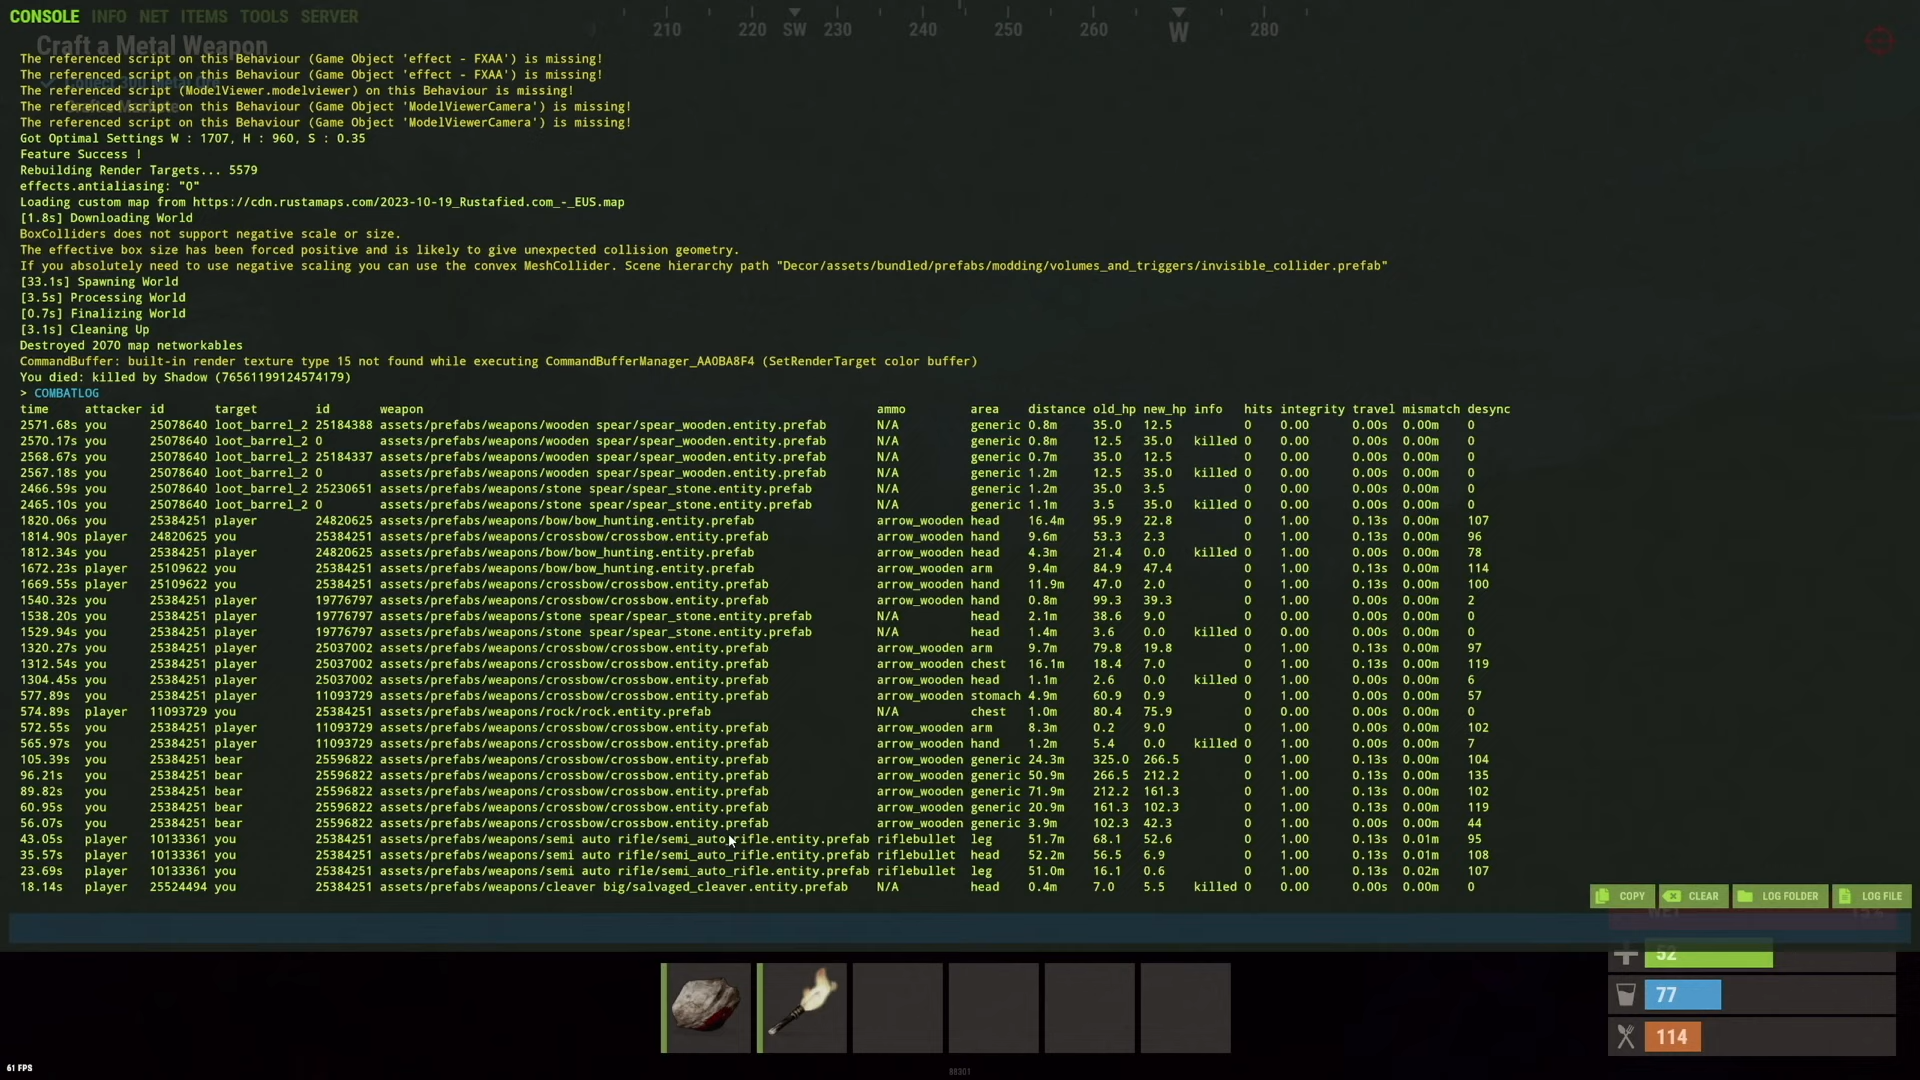 CONSOLE INFO NET ITEMS TOOLS SERVER
210 220 SW 230 240 250 260 W 280
Craft a Metal Weapon
The referenced script on this Behaviour (Game Object 'effect - FXAA') is missing!
The referenced script on this Behaviour (Game Object 'effect - FXAA') is missing!
The referenced script (ModelViewer.modelviewer) on this Behaviour is missing!
The referenced script on this Behaviour (Game Object 'ModelViewerCamera') is missing!
The referenced script on this Behaviour (Game Object 'ModelViewerCamera') is missing!
Got Optimal Settings W : 1707, H : 960, S : 0.35
Feature Success !
Rebuilding Render Targets... 5579
effects.antialiasing: "0"
Loading custom map from https://cdn.rustamaps.com/2023-10-19_Rustafied.com_-_EUS.map
[1.8s] Downloading World
BoxColliders does not support negative scale or size.
The effective box size has been forced positive and is likely to give unexpected collision geometry.
If you absolutely need to use negative scaling you can use the convex MeshCollider. Scene hierarchy path "Decor/assets/bundled/prefabs/modding/volumes_and_triggers/invisible_collider.prefab"
[33.1s] Spawning World
[3.5s] Processing World
[0.7s] Finalizing World
[3.1s] Cleaning Up
Destroyed 2070 map networkables
CommandBuffer: built-in render texture type 15 not found while executing CommandBufferManager_AA0BA8F4 (SetRenderTarget color buffer)
You died: killed by Shadow (76561199124574179)
> COMBATLOG
time attacker id target id weapon ammo area distance old_hp new_hp info hits integrity travel mismatch desync
2571.68s you 25078640 loot_barrel_2 25184388 assets/prefabs/weapons/wooden spear/spear_wooden.entity.prefab N/A generic 0.8m 35.0 12.5 0 0.00 0.00s 0.00m 0
2570.17s you 25078640 loot_barrel_2 0 assets/prefabs/weapons/wooden spear/spear_wooden.entity.prefab N/A generic 0.8m 12.5 35.0 killed 0 0.00 0.00s 0.00m 0
2568.67s you 25078640 loot_barrel_2 25184337 assets/prefabs/weapons/wooden spear/spear_wooden.entity.prefab N/A generic 0.7m 35.0 12.5 0 0.00 0.00s 0.00m 0
2567.18s you 25078640 loot_barrel_2 0 assets/prefabs/weapons/wooden spear/spear_wooden.entity.prefab N/A generic 1.2m 12.5 35.0 killed 0 0.00 0.00s 0.00m 0
2466.59s you 25078640 loot_barrel_2 25230651 assets/prefabs/weapons/stone spear/spear_stone.entity.prefab N/A generic 1.2m 35.0 3.5 0 0.00 0.00s 0.00m 0
2465.10s you 25078640 loot_barrel_2 0 assets/prefabs/weapons/stone spear/spear_stone.entity.prefab N/A generic 1.1m 3.5 35.0 killed 0 0.00 0.00s 0.00m 0
1820.06s you 25384251 player 24820625 assets/prefabs/weapons/bow/bow_hunting.entity.prefab arrow_wooden head 16.4m 95.9 22.8 0 1.00 0.13s 0.00m 107
1814.90s player 24820625 you 25384251 assets/prefabs/weapons/crossbow/crossbow.entity.prefab arrow_wooden hand 9.6m 53.3 2.3 0 1.00 0.13s 0.00m 96
1812.34s you 25384251 player 24820625 assets/prefabs/weapons/bow/bow_hunting.entity.prefab arrow_wooden head 4.3m 21.4 0.0 killed 0 1.00 0.13s 0.00m 78
1672.23s player 25109622 you 25384251 assets/prefabs/weapons/bow/bow_hunting.entity.prefab arrow_wooden arm 9.4m 84.9 47.4 0 1.00 0.13s 0.00m 114
1669.55s player 25109622 you 25384251 assets/prefabs/weapons/crossbow/crossbow.entity.prefab arrow_wooden hand 11.9m 47.0 2.0 0 1.00 0.13s 0.00m 100
1540.32s you 25384251 player 19776797 assets/prefabs/weapons/crossbow/crossbow.entity.prefab arrow_wooden hand 0.8m 99.3 39.3 0 1.00 0.00s 0.00m 2
1538.20s you 25384251 player 19776797 assets/prefabs/weapons/stone spear/spear_stone.entity.prefab N/A head 2.1m 38.6 9.0 0 0.00 0.00s 0.00m 0
1529.94s you 25384251 player 19776797 assets/prefabs/weapons/stone spear/spear_stone.entity.prefab N/A head 1.4m 3.6 0.0 killed 0 0.00 0.00s 0.00m 0
1320.27s you 25384251 player 25037002 assets/prefabs/weapons/crossbow/crossbow.entity.prefab arrow_wooden arm 9.7m 79.8 19.8 0 1.00 0.13s 0.00m 97
1312.54s you 25384251 player 25037002 assets/prefabs/weapons/crossbow/crossbow.entity.prefab arrow_wooden chest 16.1m 18.4 7.0 0 1.00 0.13s 0.00m 119
1304.45s you 25384251 player 25037002 assets/prefabs/weapons/crossbow/crossbow.entity.prefab arrow_wooden head 1.1m 2.6 0.0 killed 0 1.00 0.00s 0.00m 6
577.89s you 25384251 player 11093729 assets/prefabs/weapons/crossbow/crossbow.entity.prefab arrow_wooden stomach 4.9m 60.9 0.9 0 1.00 0.00s 0.00m 57
574.89s player 11093729 you 25384251 assets/prefabs/weapons/rock/rock.entity.prefab N/A chest 1.0m 80.4 75.9 0 0.00 0.00s 0.00m 0
572.55s you 25384251 player 11093729 assets/prefabs/weapons/crossbow/crossbow.entity.prefab arrow_wooden arm 8.3m 0.2 9.0 0 1.00 0.13s 0.00m 102
565.97s you 25384251 player 11093729 assets/prefabs/weapons/crossbow/crossbow.entity.prefab arrow_wooden hand 1.2m 5.4 0.0 killed 0 1.00 0.00s 0.00m 7
105.39s you 25384251 bear 25596822 assets/prefabs/weapons/crossbow/crossbow.entity.prefab arrow_wooden generic 24.3m 325.0 266.5 0 1.00 0.13s 0.00m 104
96.21s you 25384251 bear 25596822 assets/prefabs/weapons/crossbow/crossbow.entity.prefab arrow_wooden generic 50.9m 266.5 212.2 0 1.00 0.13s 0.00m 135
89.82s you 25384251 bear 25596822 assets/prefabs/weapons/crossbow/crossbow.entity.prefab arrow_wooden generic 71.9m 212.2 161.3 0 1.00 0.13s 0.00m 102
60.95s you 25384251 bear 25596822 assets/prefabs/weapons/crossbow/crossbow.entity.prefab arrow_wooden generic 20.9m 161.3 102.3 0 1.00 0.13s 0.00m 119
56.07s you 25384251 bear 25596822 assets/prefabs/weapons/crossbow/crossbow.entity.prefab arrow_wooden generic 3.9m 102.3 42.3 0 1.00 0.00s 0.00m 44
43.05s player 10133361 you 25384251 assets/prefabs/weapons/semi auto rifle/semi_auto_rifle.entity.prefab riflebullet leg 51.7m 68.1 52.6 0 1.00 0.13s 0.01m 95
35.57s player 10133361 you 25384251 assets/prefabs/weapons/semi auto rifle/semi_auto_rifle.entity.prefab riflebullet head 52.2m 56.5 6.9 0 1.00 0.13s 0.01m 108
23.69s player 10133361 you 25384251 assets/prefabs/weapons/semi auto rifle/semi_auto_rifle.entity.prefab riflebullet leg 51.0m 16.1 0.6 0 1.00 0.13s 0.02m 107
18.14s player 25524494 you 25384251 assets/prefabs/weapons/cleaver big/salvaged_cleaver.entity.prefab N/A head 0.4m 7.0 5.5 killed 0 0.00 0.00s 0.00m 0
COPY CLEAR LOG FOLDER LOG FILE
WET 15%
52
77
114
61 FPS
88301